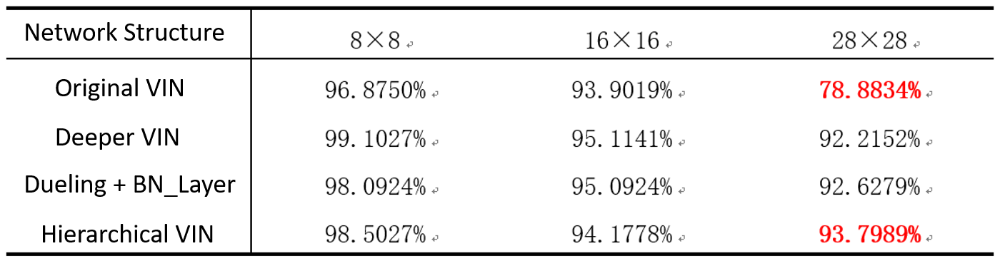 Network Structure 8×8 16×16 28×28
Original VIN 96.8750% 93.9019% 78.8834%
Deeper VIN 99.1027% 95.1141% 92.2152%
Dueling + BN_Layer 98.0924% 95.0924% 92.6279%
Hierarchical VIN 98.5027% 94.1778% 93.7989%